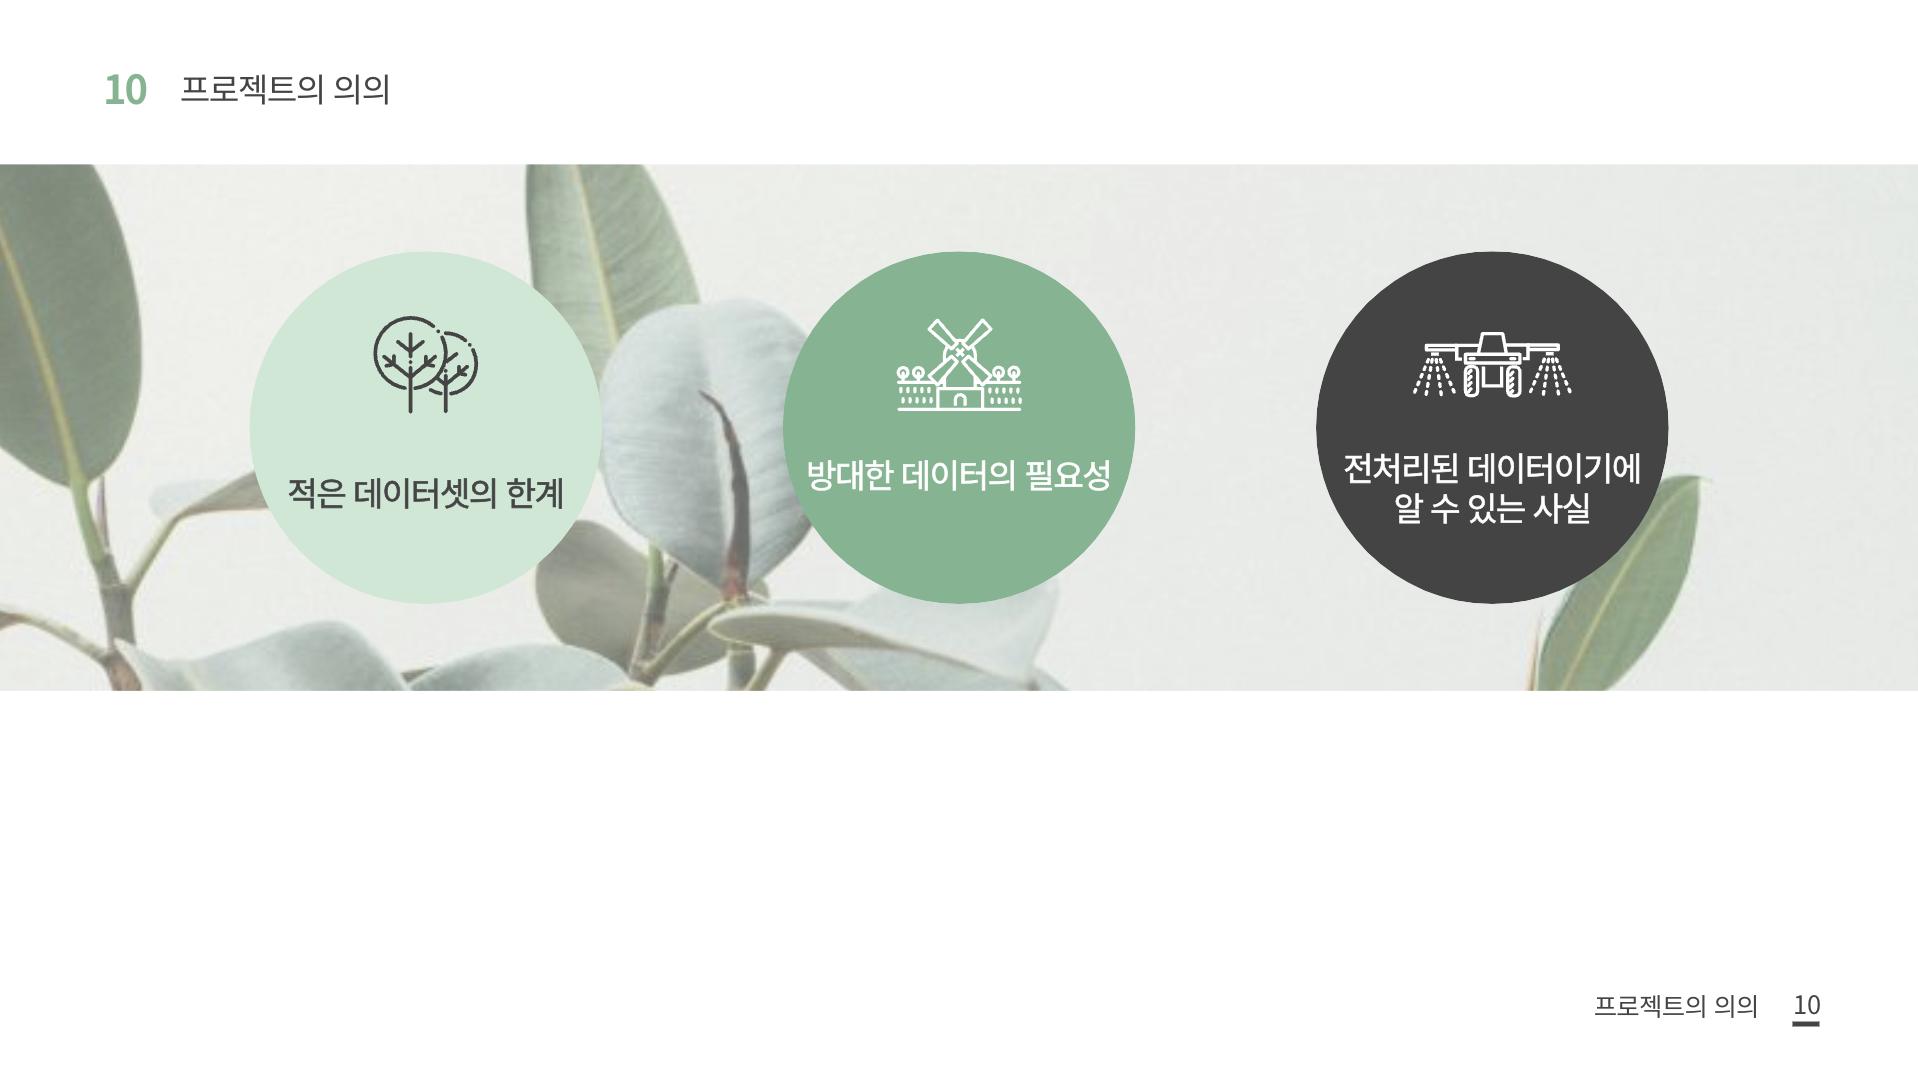 10 프로젝트의 의의
적은 데이터셋의 한계
방대한 데이터의 필요성
전처리된 데이터이기에
알 수 있는 사실
프로젝트의 의의 10